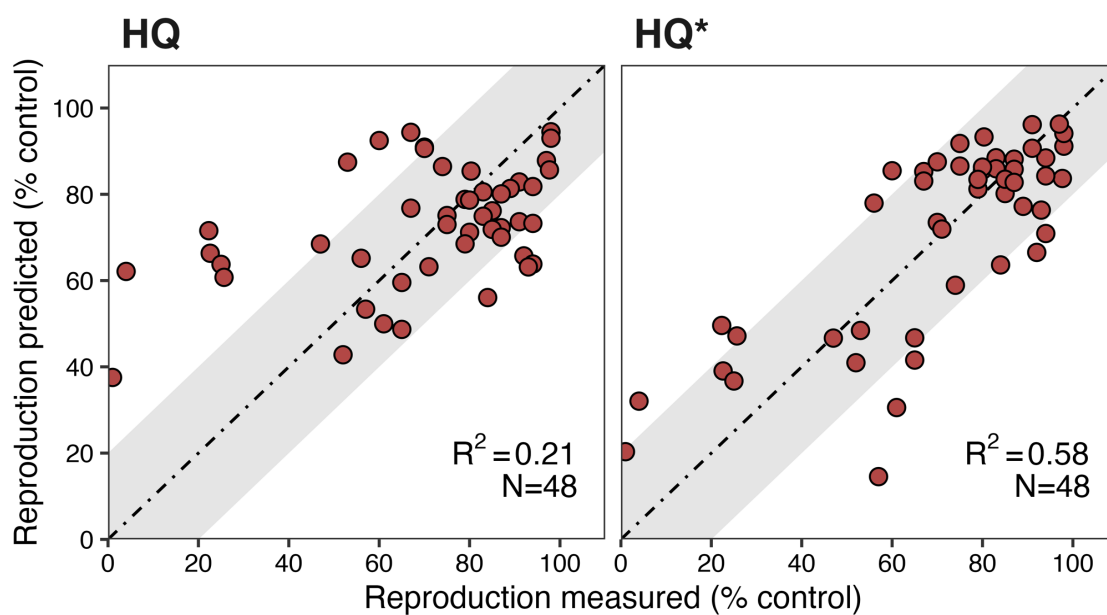 HQ
HQ*
Reproduction predicted (% control)
100
80
60
40
20
0
R²=0.21
N=48
R²=0.58
N=48
0 20 40 60 80 100
0 20 40 60 80 100
Reproduction measured (% control)